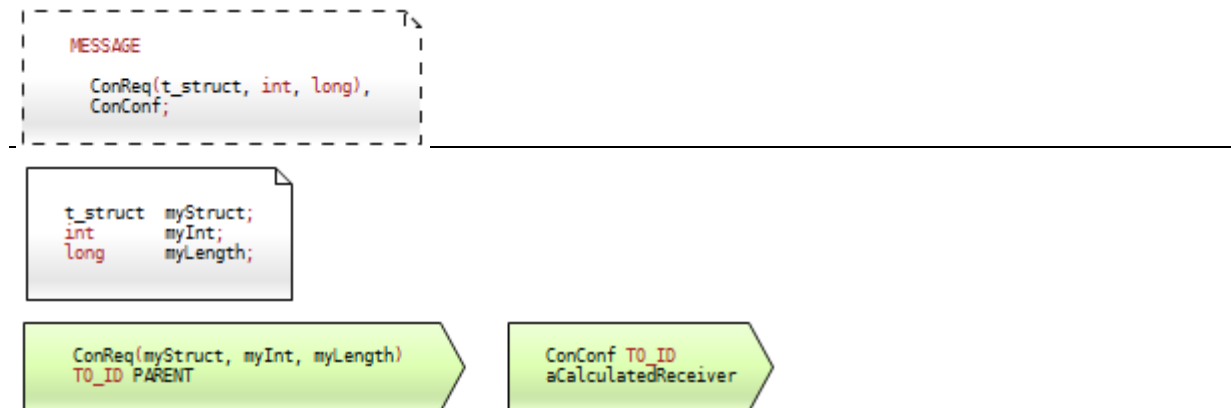 MESSAGE
ConReq(t_struct, int, long),
ConConf;
t_struct myStruct;
int myInt;
long myLength;
ConReq(myStruct, myInt, myLength)
TO_ID PARENT
ConConf TO_ID
aCalculatedReceiver